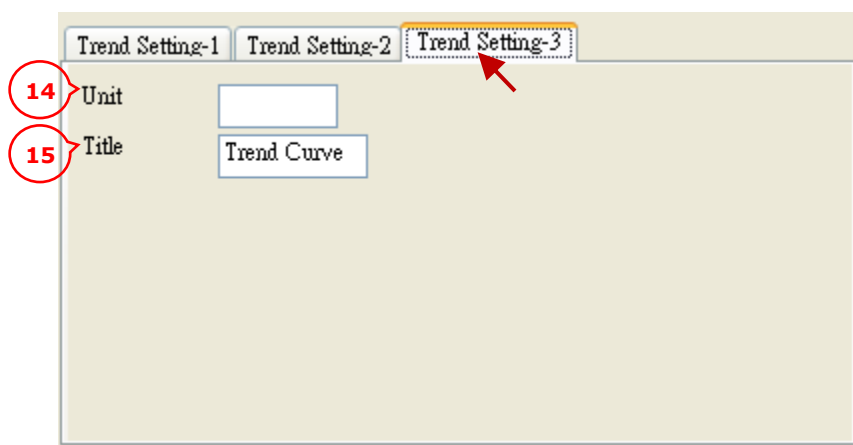 Trend Setting-1 Trend Setting-2 Trend Setting-3
14 Unit
15 Title Trend Curve